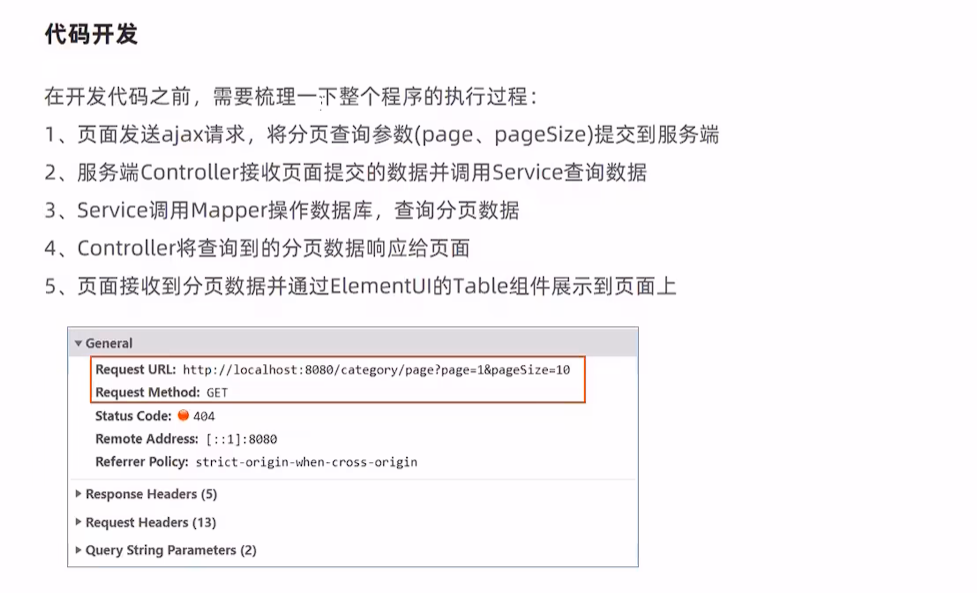 代码开发
在开发代码之前，需要梳理一下整个程序的执行过程：
1、页面发送ajax请求，将分页查询参数(page、pageSize)提交到服务端
2、服务端Controller接收页面提交的数据并调用Service查询数据
3、Service调用Mapper操作数据库，查询分页数据
4、Controller将查询到的分页数据响应给页面
5、页面接收到分页数据并通过ElementUI的Table组件展示到页面上
General
Request URL: http://localhost:8080/category/page?page=1&pageSize=10
Request Method: GET
Status Code: 404
Remote Address: [::1]:8080
Referrer Policy: strict-origin-when-cross-origin
Response Headers (5)
Request Headers (13)
Query String Parameters (2)